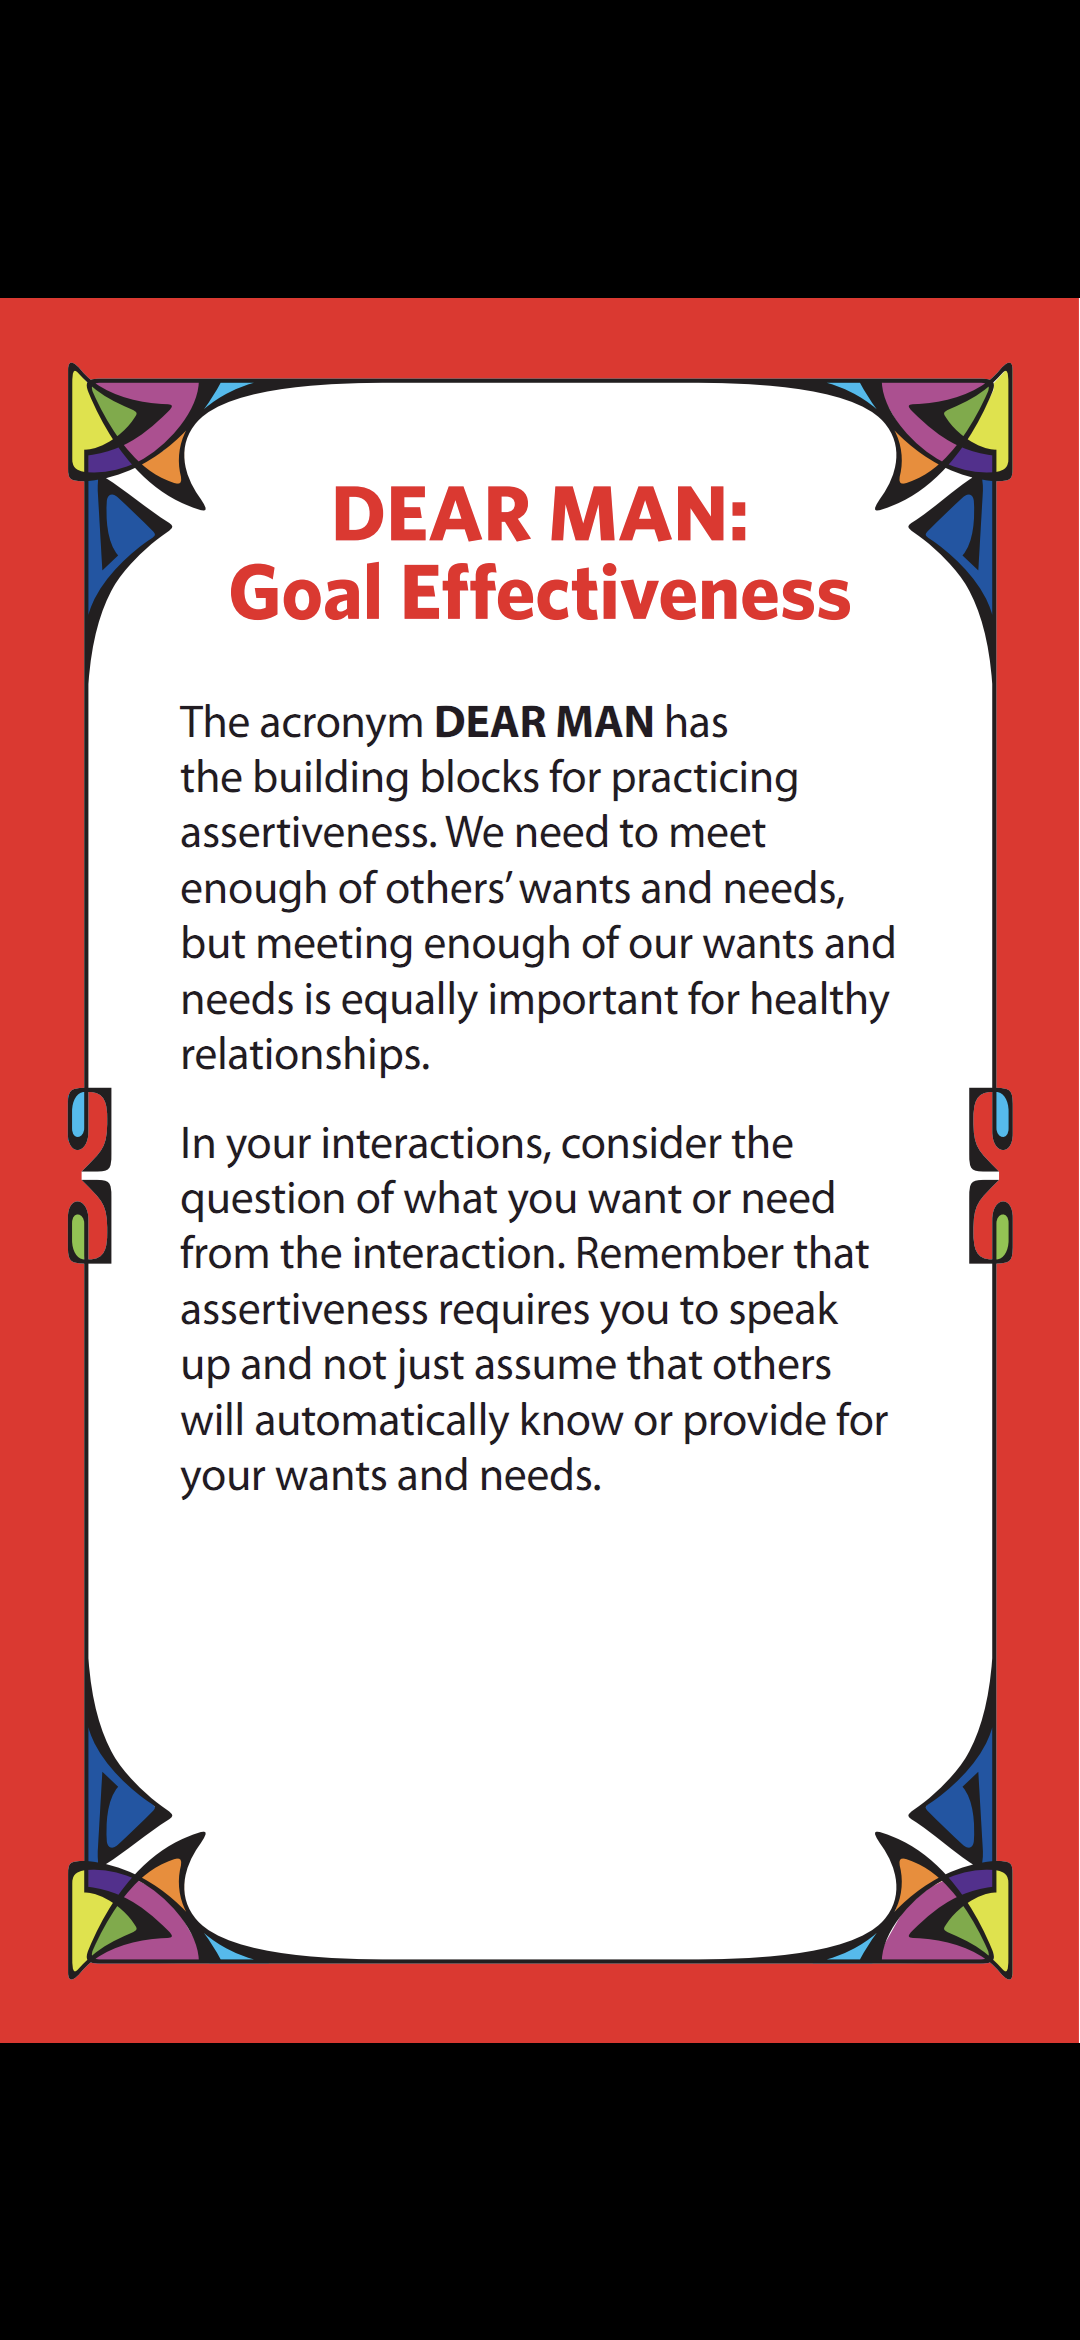 DEAR MAN:
Goal Effectiveness
The acronym DEAR MAN has
the building blocks for practicing
assertiveness. We need to meet
enough of others’ wants and needs,
but meeting enough of our wants and
needs is equally important for healthy
relationships.
In your interactions, consider the
question of what you want or need
from the interaction. Remember that
assertiveness requires you to speak
up and not just assume that others
will automatically know or provide for
your wants and needs.